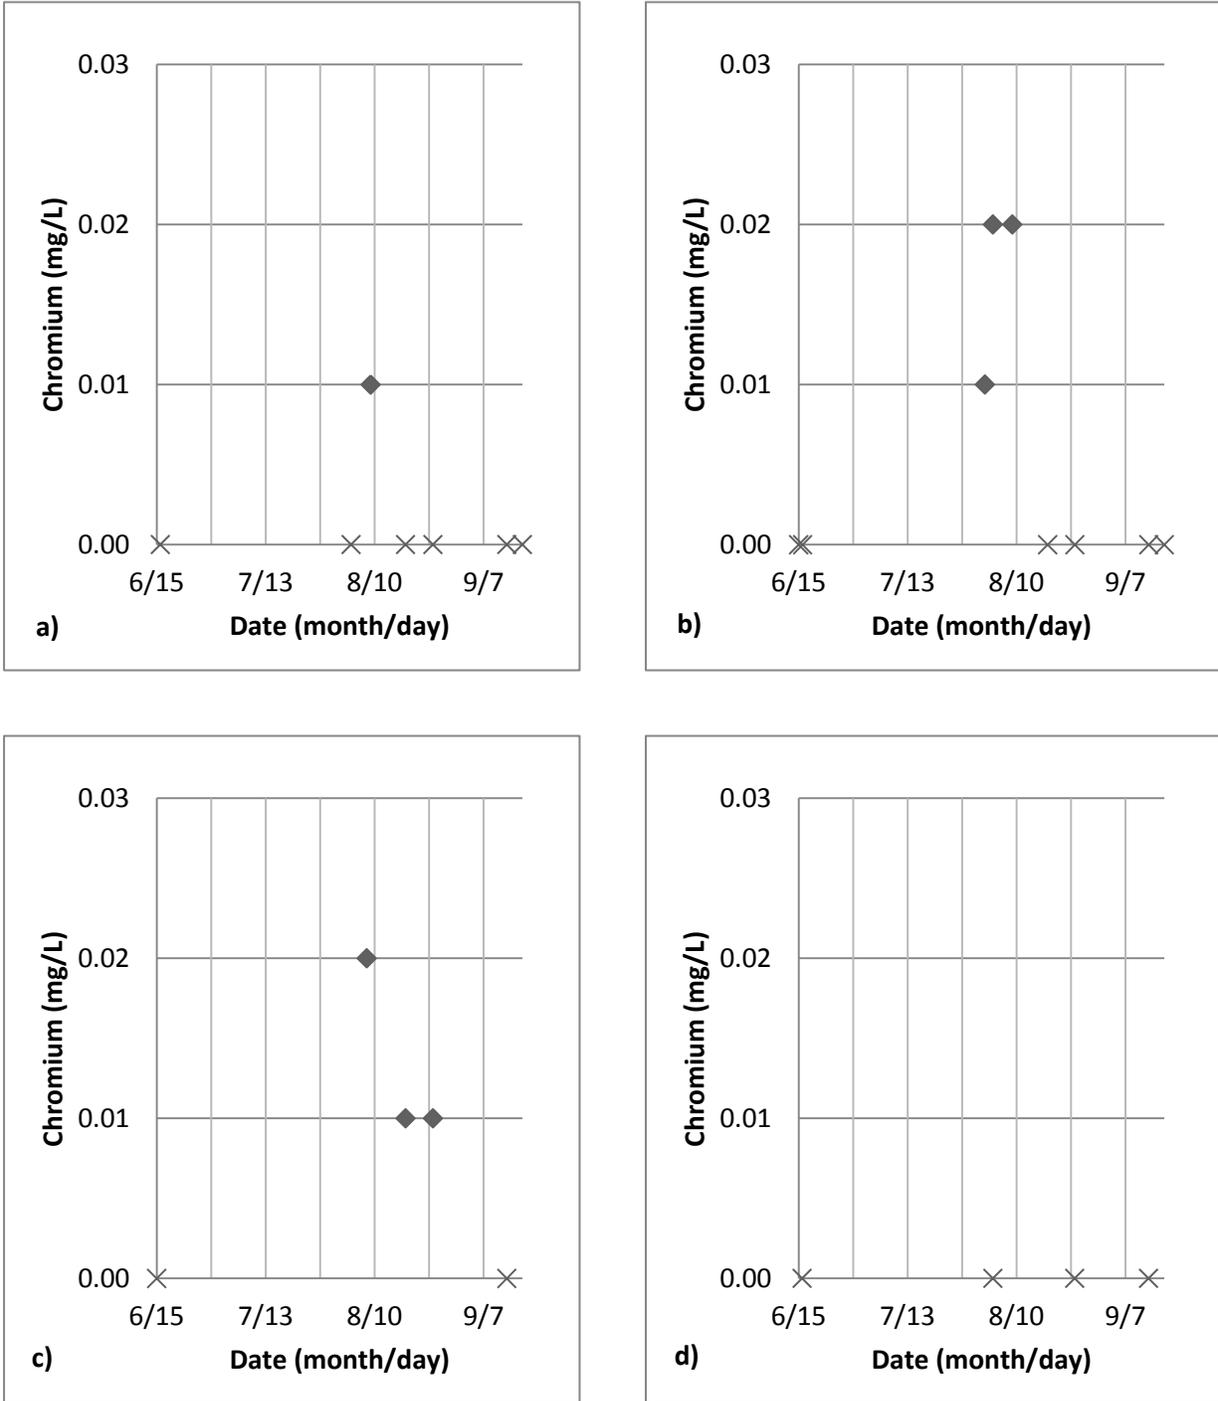 0.03
0.02
0.01
0.00
Chromium (mg/L)
6/15 7/13 8/10 9/7
Date (month/day)
a)
0.03
0.02
0.01
0.00
Chromium (mg/L)
6/15 7/13 8/10 9/7
Date (month/day)
b)
0.03
0.02
0.01
0.00
Chromium (mg/L)
6/15 7/13 8/10 9/7
Date (month/day)
c)
0.03
0.02
0.01
0.00
Chromium (mg/L)
6/15 7/13 8/10 9/7
Date (month/day)
d)